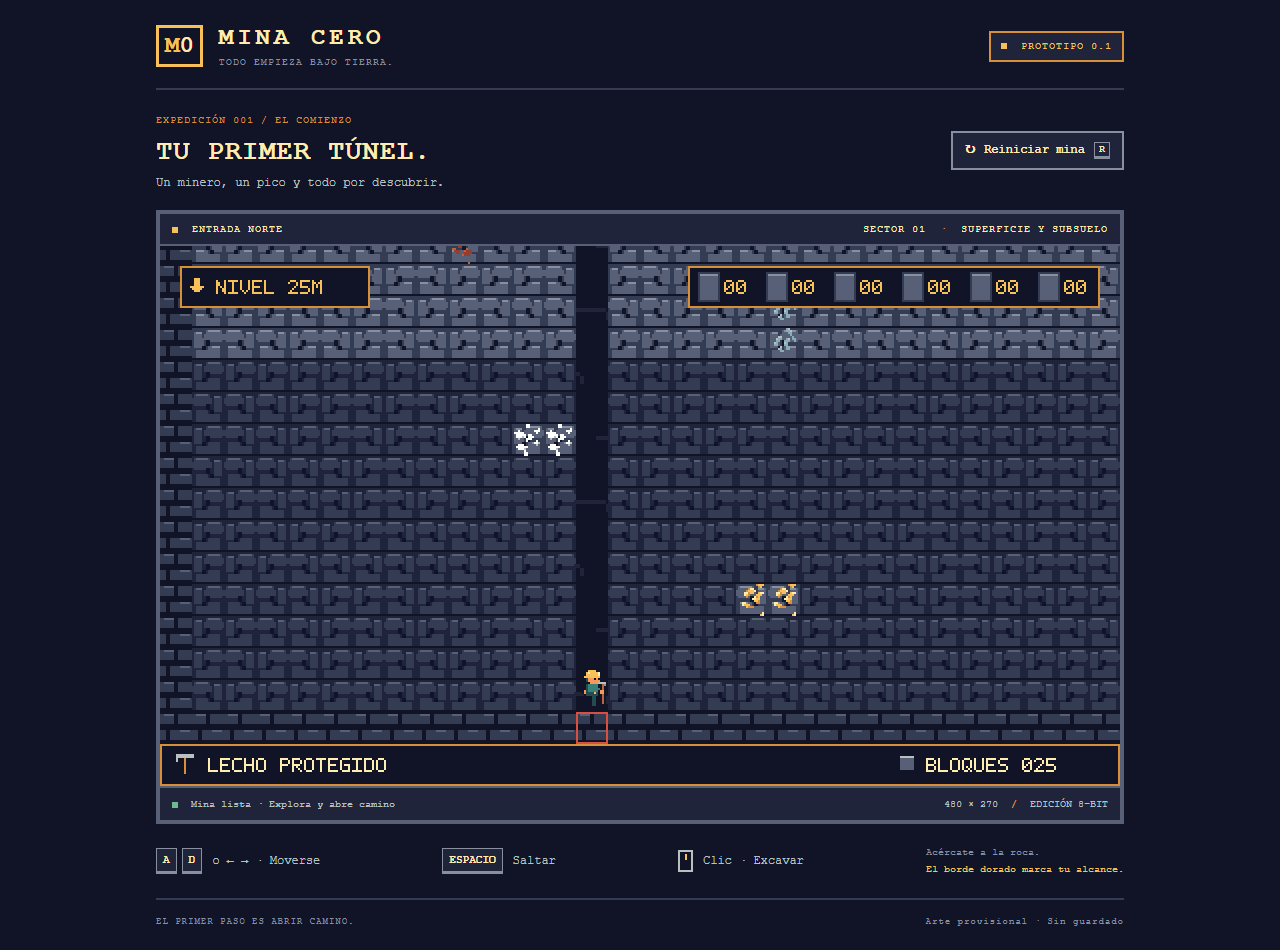 M0
MINA CERO
TODO EMPIEZA BAJO TIERRA.
PROTOTIPO 0.1
EXPEDICIÓN 001 / EL COMIENZO
TU PRIMER TÚNEL.
Un minero, un pico y todo por descubrir.
↻ Reiniciar mina R
ENTRADA NORTE
SECTOR 01 · SUPERFICIE Y SUBSUELO
NIVEL 25M
00 00 00 00 00 00
LECHO PROTEGIDO
BLOQUES 025
Mina lista · Explora y abre camino
480 × 270 / EDICIÓN 8-BIT
A D o ← → · Moverse
ESPACIO Saltar
Clic · Excavar
Acércate a la roca.
El borde dorado marca tu alcance.
EL PRIMER PASO ES ABRIR CAMINO.
Arte provisional · Sin guardado